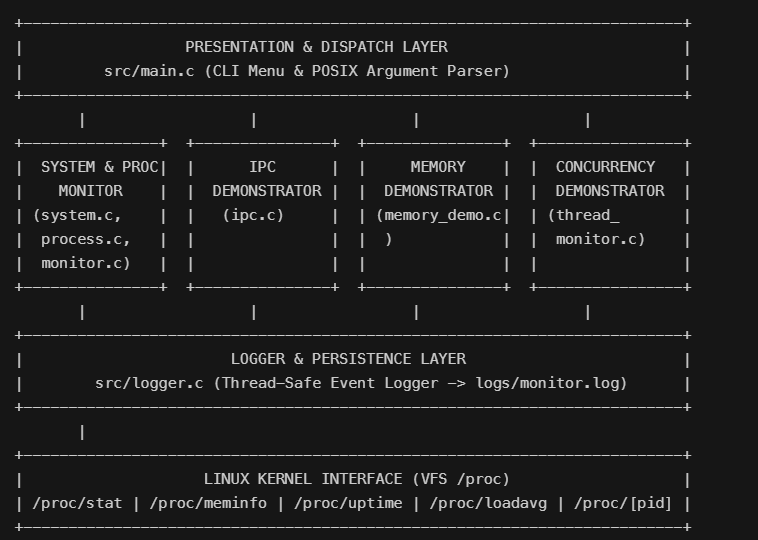 +--------------------------------------------------------------------------+
|                  PRESENTATION & DISPATCH LAYER                          |
|         src/main.c (CLI Menu & POSIX Argument Parser)                   |
+--------------------------------------------------------------------------+
       |                  |                 |                  |
+---------------+  +---------------+  +---------------+  +----------------+
|  SYSTEM & PROC|  |      IPC      |  |     MEMORY    |  |  CONCURRENCY   |
|    MONITOR    |  |  DEMONSTRATOR |  |  DEMONSTRATOR |  |  DEMONSTRATOR  |
| (system.c,    |  |   (ipc.c)     |  | (memory_demo.c|  | (thread_       |
|  process.c,   |  |               |  |  )            |  |  monitor.c)    |
|  monitor.c)   |  |               |  |               |  |                |
+---------------+  +---------------+  +---------------+  +----------------+
       |                  |                 |                  |
+--------------------------------------------------------------------------+
|                       LOGGER & PERSISTENCE LAYER                        |
|        src/logger.c (Thread-Safe Event Logger -> logs/monitor.log)      |
+--------------------------------------------------------------------------+
       |
+--------------------------------------------------------------------------+
|                    LINUX KERNEL INTERFACE (VFS /proc)                   |
| /proc/stat | /proc/meminfo | /proc/uptime | /proc/loadavg | /proc/[pid] |
+--------------------------------------------------------------------------+